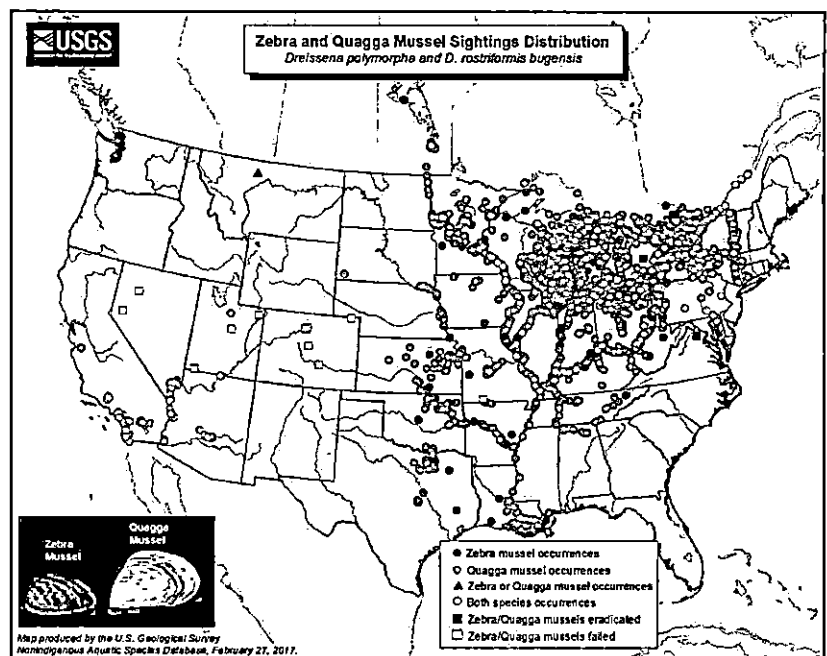 USGS
Zebra and Quagga Mussel Sightings Distribution
Dreissena polymorpha and D. rostriformis bugensis
Zebra
Mussel
Quagga
Mussel
Zebra mussel occurrences
Quagga mussel occurrences
Zebra or Quagga mussel occurrences
Both species occurrences
Zebra/Quagga mussels eradicated
Zebra/Quagga mussels failed
Map produced by the U.S. Geological Survey
Nonindigenous Aquatic Species Database, February 27, 2017.